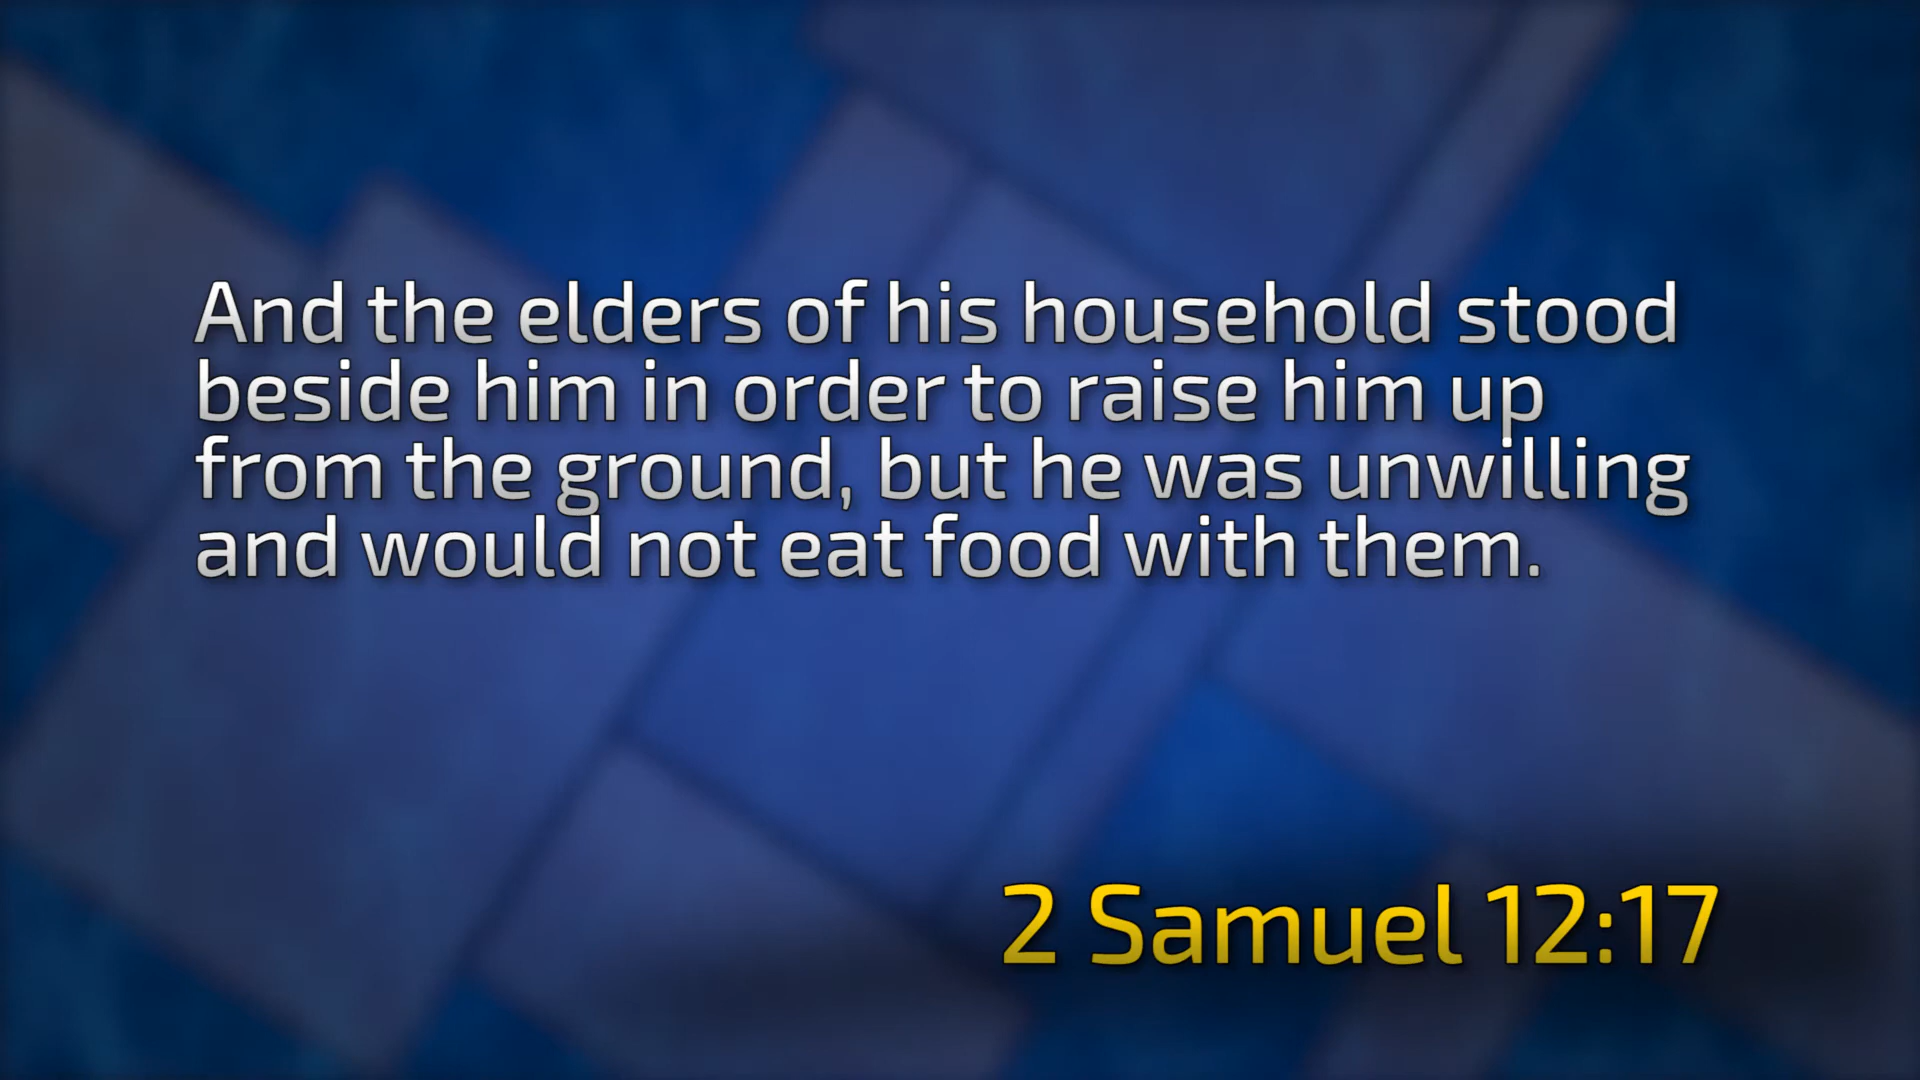 And the elders of his household stood
beside him in order to raise him up
from the ground, but he was unwilling
and would not eat food with them.
2 Samuel 12:17